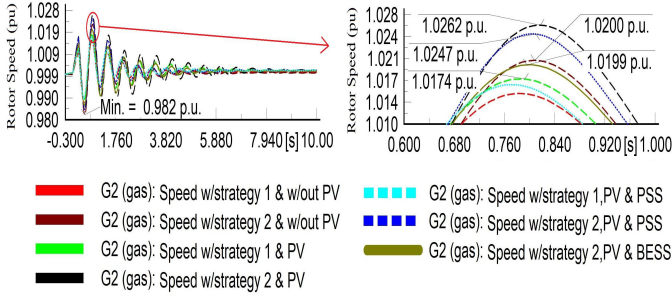 Rotor Speed (pu)
1.028
1.018
1.009
0.999
0.990
0.980
Min. = 0.982 p.u.
-0.300 1.760 3.820 5.880 7.940 [s] 10.00
Rotor Speed (pu)
1.028
1.024
1.021
1.017
1.014
1.010
1.0262 p.u.
1.0247 p.u.
1.0174 p.u.
1.0200 p.u.
1.0199 p.u.
0.600 0.680 0.760 0.840 0.920 [s] 1.000
G2 (gas): Speed w/strategy 1 & w/out PV
G2 (gas): Speed w/strategy 2 & w/out PV
G2 (gas): Speed w/strategy 1 & PV
G2 (gas): Speed w/strategy 2 & PV
G2 (gas): Speed w/strategy 1,PV & PSS
G2 (gas): Speed w/strategy 2,PV & PSS
G2 (gas): Speed w/strategy 2,PV & BESS